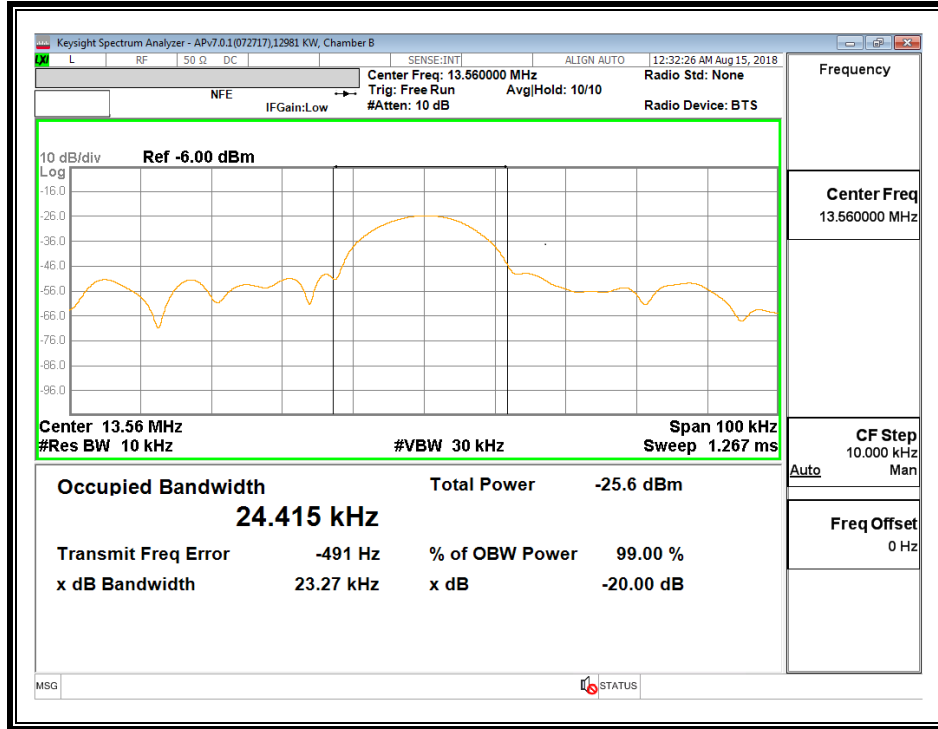 Keysight Spectrum Analyzer - APv7.0.1(072717),12981 KW, Chamber B
LXI L RF 50 Ω DC SENSE:INT ALIGN AUTO 12:32:26 AM Aug 15, 2018
Center Freq: 13.560000 MHz Radio Std: None
NFE Trig: Free Run Avg|Hold: 10/10
IFGain:Low #Atten: 10 dB Radio Device: BTS
10 dB/div Ref -6.00 dBm
Log
-16.0
-26.0
-36.0
-46.0
-56.0
-66.0
-76.0
-86.0
-96.0
Center 13.56 MHz Span 100 kHz
#Res BW 10 kHz #VBW 30 kHz Sweep 1.267 ms
Occupied Bandwidth Total Power -25.6 dBm
24.415 kHz
Transmit Freq Error -491 Hz % of OBW Power 99.00 %
x dB Bandwidth 23.27 kHz x dB -20.00 dB
MSG STATUS
Frequency
Center Freq
13.560000 MHz
CF Step
10.000 kHz
Auto Man
Freq Offset
0 Hz